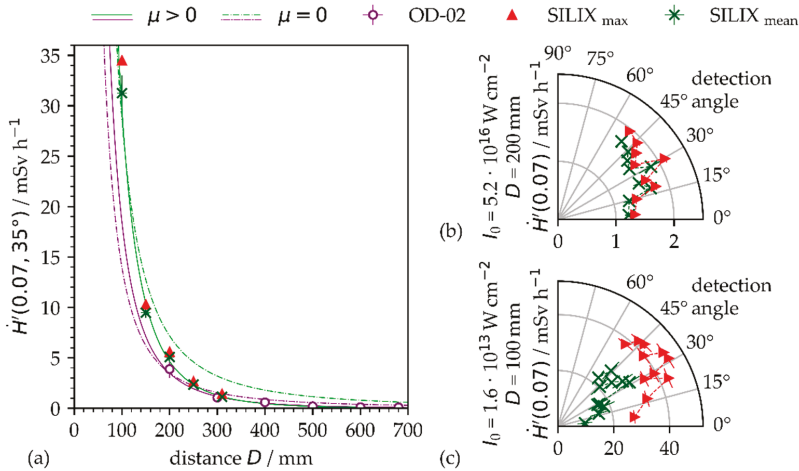 μ > 0 μ = 0 OD-02 SILIX max SILIX mean
35
30
25
20
15
10
5
0
Ḣ′(0.07, 35°) / mSv h⁻¹
0 100 200 300 400 500 600 700
(a) distance D / mm
90° 75° 60° 45° 30° 15° 0°
detection
angle
I₀ = 5.2 · 10¹⁶ W cm⁻²
D = 200 mm
Ḣ′(0.07) / mSv h⁻¹
(b)
0 1 2
60° 45° 30° 15° 0°
detection
angle
I₀ = 1.6 · 10¹³ W cm⁻²
D = 100 mm
Ḣ′(0.07) / mSv h⁻¹
(c)
0 20 40